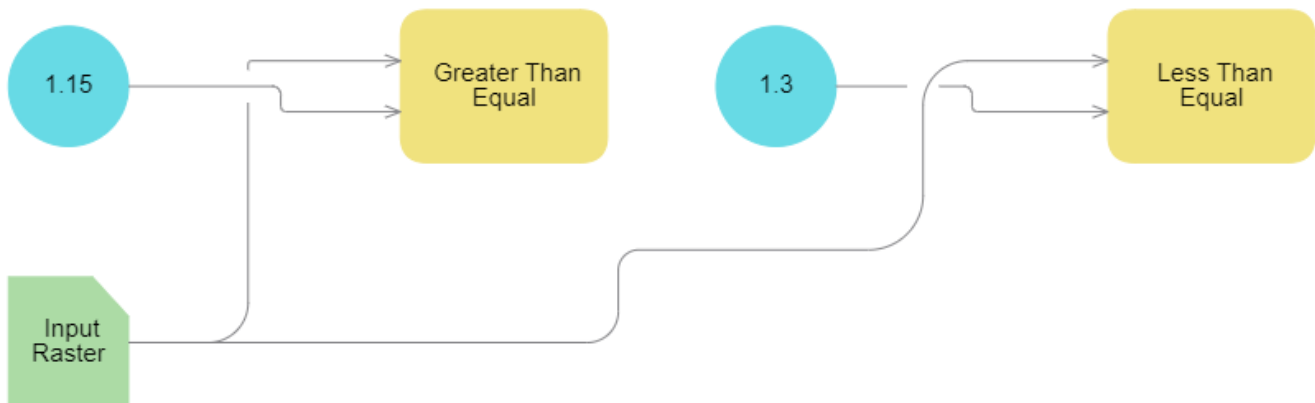 1.15
Greater Than
Equal
1.3
Less Than
Equal
Input
Raster